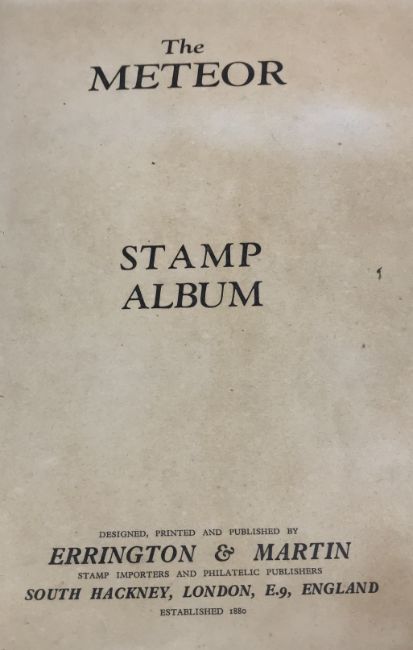 The
METEOR
STAMP
ALBUM
DESIGNED, PRINTED AND PUBLISHED BY
ERRINGTON & MARTIN
STAMP IMPORTERS AND PHILATELIC PUBLISHERS
SOUTH HACKNEY, LONDON, E.9, ENGLAND
ESTABLISHED 1880